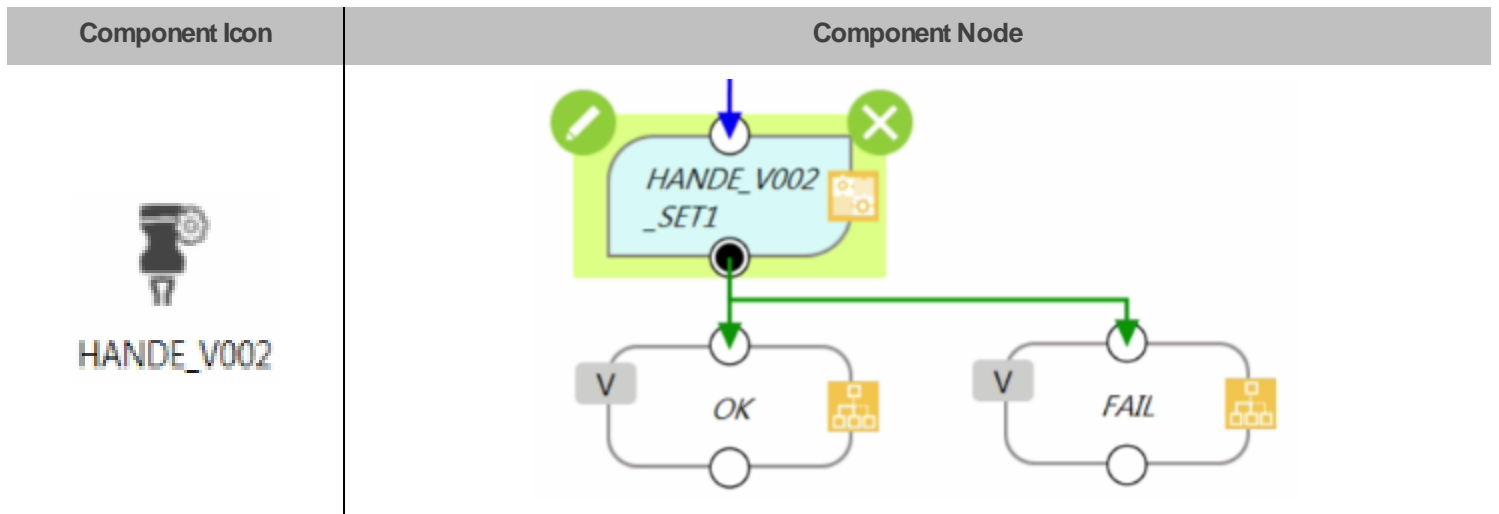 Component Icon
Component Node
HANDE_V002
_SET1
HANDE_V002
V
OK
V
FAIL